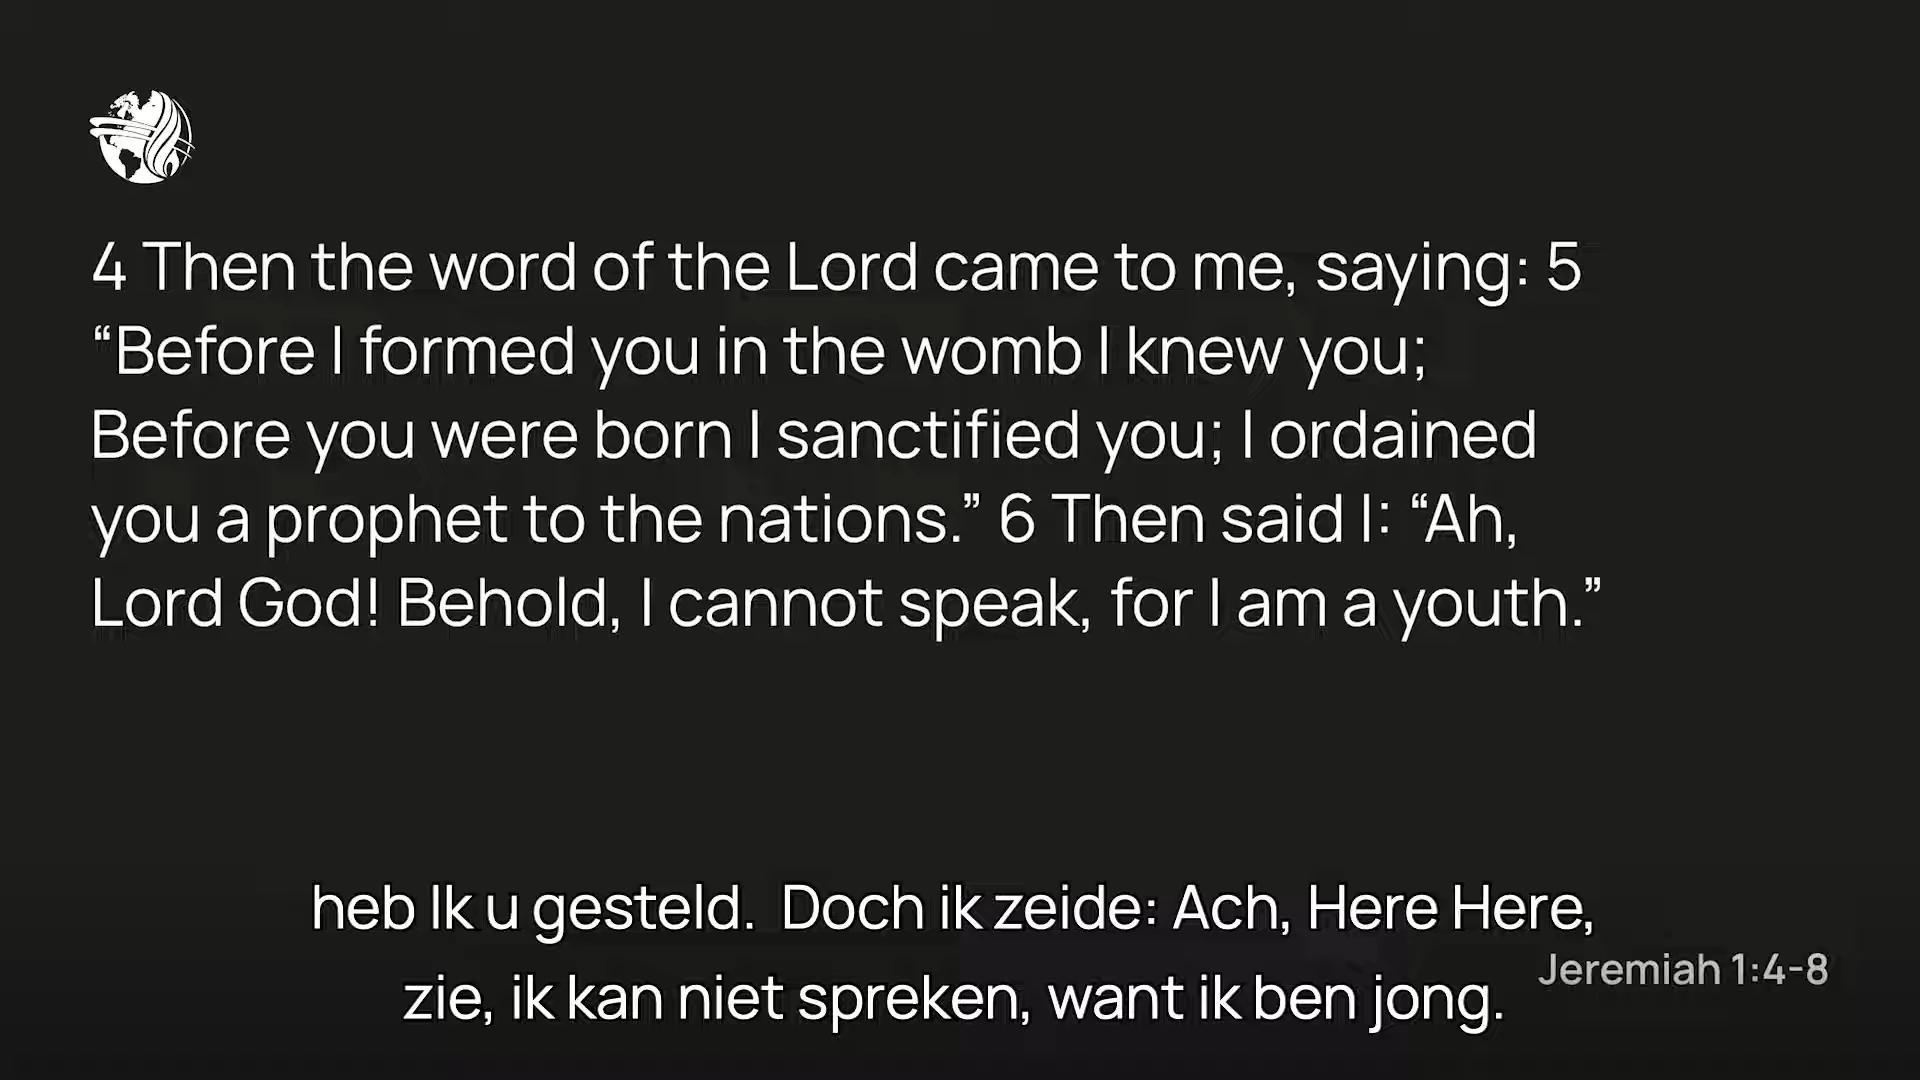 4 Then the word of the Lord came to me, saying: 5
“Before I formed you in the womb I knew you;
Before you were born I sanctified you; I ordained
you a prophet to the nations.” 6 Then said I: “Ah,
Lord God! Behold, I cannot speak, for I am a youth.”
heb Ik u gesteld.  Doch ik zeide: Ach, Here Here,
Jeremiah 1:4-8
zie, ik kan niet spreken, want ik ben jong.